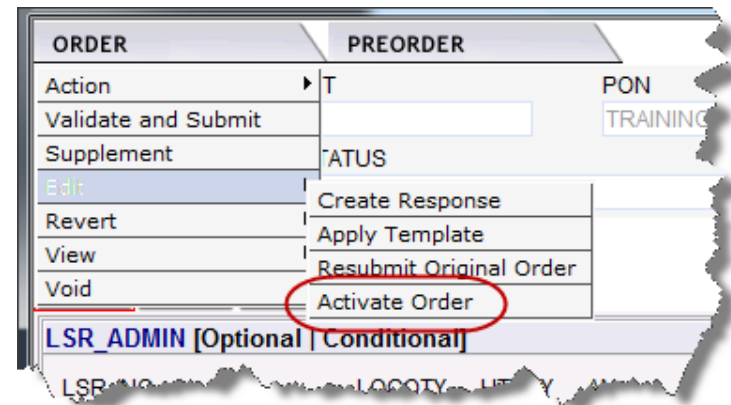 ORDER PREORDER
Action T PON
Validate and Submit TRAINING
Supplement TATUS
Edit
Create Response
Revert
Apply Template
View
Resubmit Original Order
Void
Activate Order
LSR_ADMIN [Optional | Conditional]